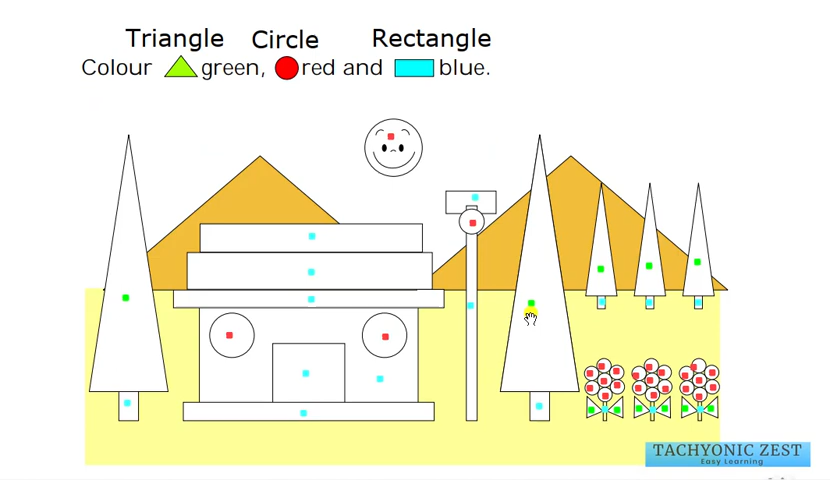 Triangle Circle Rectangle
Colour green, red and blue.
TACHYONIC ZEST
Easy Learning